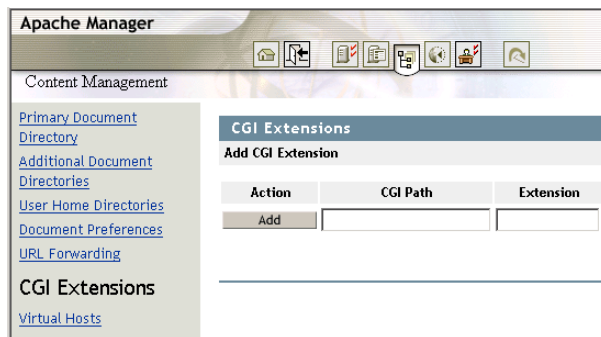 Apache Manager
Content Management
Primary Document
Directory
Additional Document
Directories
User Home Directories
Document Preferences
URL Forwarding
CGI Extensions
Virtual Hosts
CGI Extensions
Add CGI Extension
Action CGI Path Extension
Add